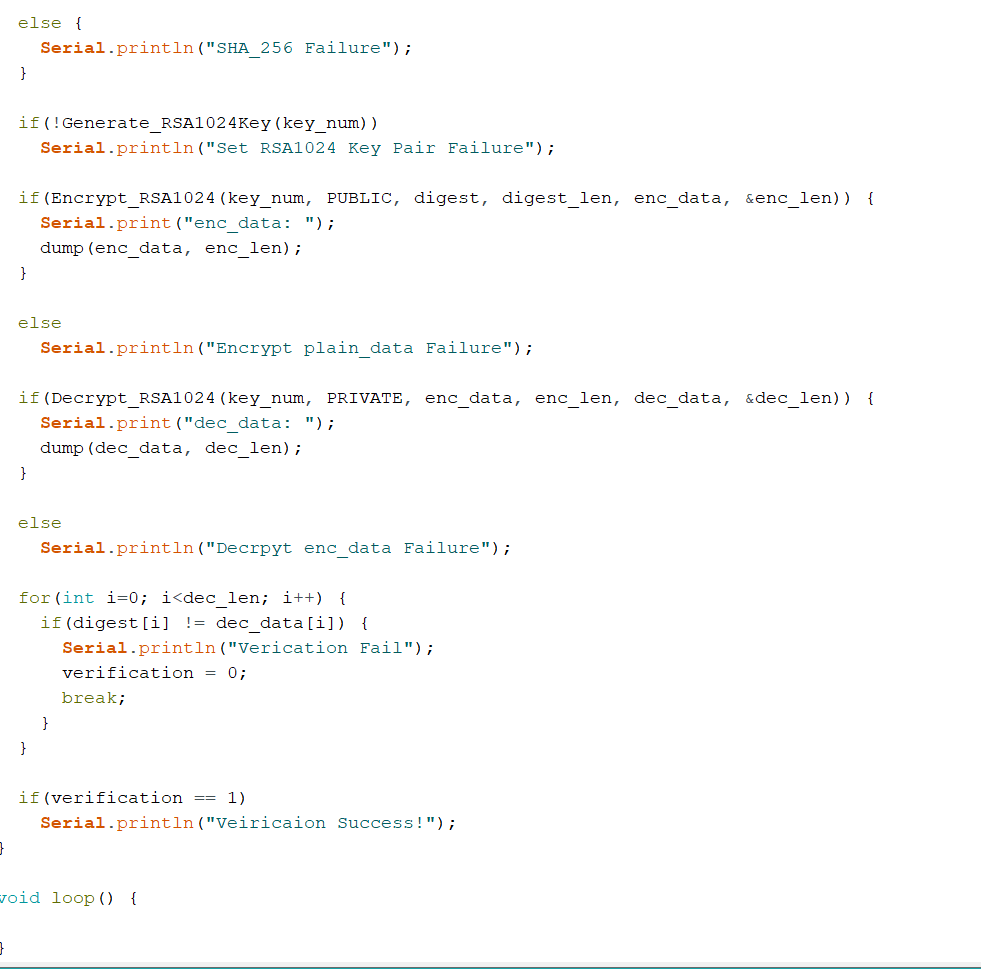 else {
  Serial.println("SHA_256 Failure");
}
if(!Generate_RSA1024Key(key_num))
  Serial.println("Set RSA1024 Key Pair Failure");
if(Encrypt_RSA1024(key_num, PUBLIC, digest, digest_len, enc_data, &enc_len)) {
  Serial.print("enc_data: ");
  dump(enc_data, enc_len);
}
else
  Serial.println("Encrypt plain_data Failure");
if(Decrypt_RSA1024(key_num, PRIVATE, enc_data, enc_len, dec_data, &dec_len)) {
  Serial.print("dec_data: ");
  dump(dec_data, dec_len);
}
else
  Serial.println("Decrpyt enc_data Failure");
for(int i=0; i<dec_len; i++) {
  if(digest[i] != dec_data[i]) {
    Serial.println("Verication Fail");
    verification = 0;
    break;
  }
}
if(verification == 1)
  Serial.println("Veiricaion Success!");
}
void loop() {
}